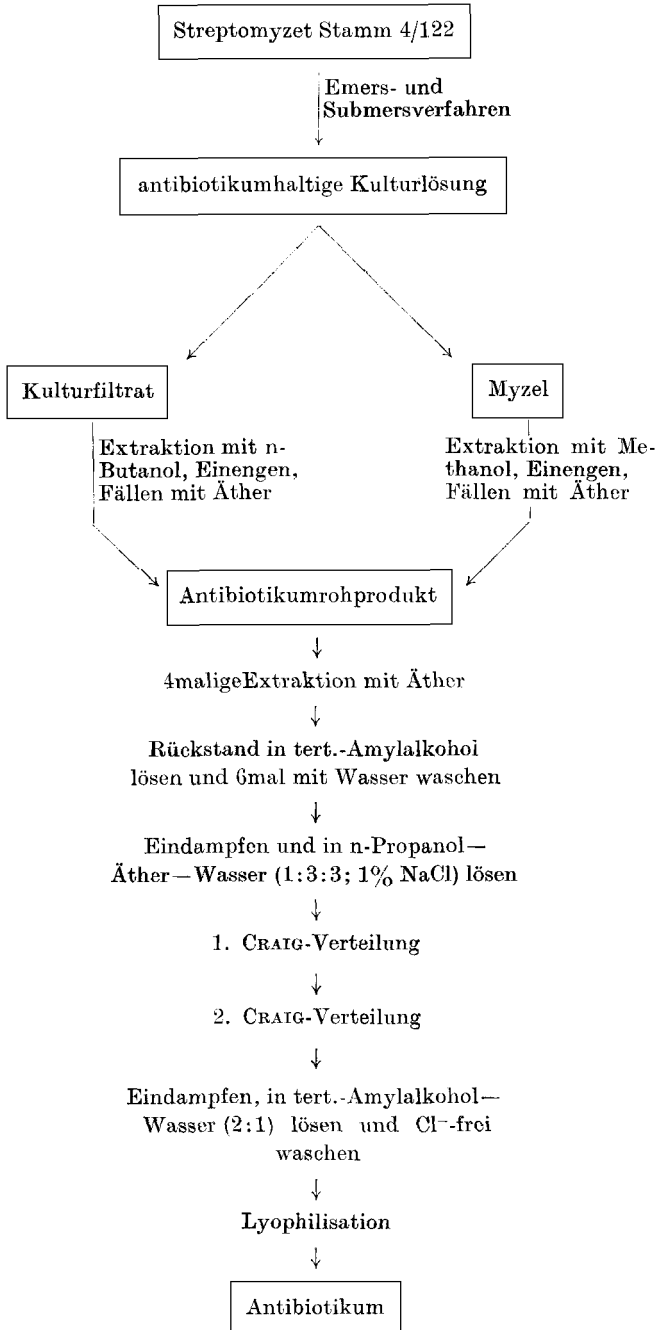 Streptomyzet Stamm 4/122
Emers- und
Submersverfahren
antibiotikumhaltige Kulturlösung
Kulturfiltrat
Myzel
Extraktion mit n-
Butanol, Einengen,
Fällen mit Äther
Extraktion mit Me-
thanol, Einengen,
Fällen mit Äther
Antibiotikumrohprodukt
4maligeExtraktion mit Äther
Rückstand in tert.-Amylalkohol
lösen und 6mal mit Wasser waschen
Eindampfen und in n-Propanol—
Äther—Wasser (1:3:3; 1% NaCl) lösen
1. CRAIG-Verteilung
2. CRAIG-Verteilung
Eindampfen, in tert.-Amylalkohol—
Wasser (2:1) lösen und Cl⁻-frei
waschen
Lyophilisation
Antibiotikum